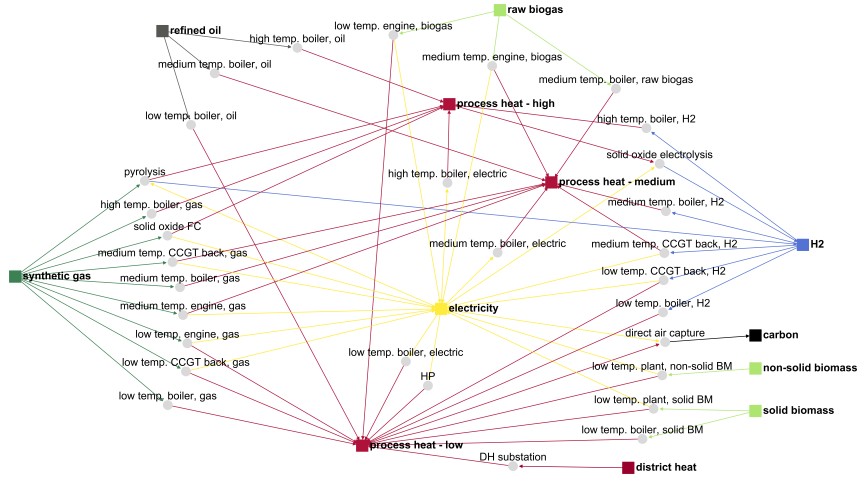 raw biogas
low temp. engine, biogas
refined oil
high temp. boiler, oil
medium temp. engine, biogas
medium temp. boiler, oil
medium temp. boiler, raw biogas
process heat - high
low temp. boiler, oil
high temp. boiler, H2
solid oxide electrolysis
pyrolysis
high temp. boiler, electric
process heat - medium
high temp. boiler, gas
medium temp. boiler, H2
solid oxide FC
medium temp. boiler, electric
medium temp. CCGT back, H2
H2
medium temp. CCGT back, gas
synthetic gas
medium temp. boiler, gas
low temp. CCGT back, H2
medium temp. engine, gas
electricity
low temp. boiler, H2
low temp. engine, gas
direct air capture
carbon
low temp. boiler, electric
low temp. CCGT back, gas
low temp. plant, non-solid BM
non-solid biomass
HP
low temp. boiler, gas
low temp. plant, solid BM
solid biomass
low temp. boiler, solid BM
process heat - low
DH substation
district heat